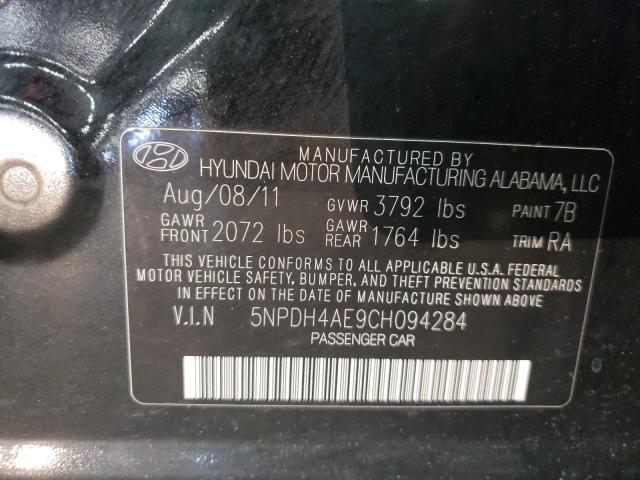 MANUFACTURED BY
HYUNDAI MOTOR MANUFACTURING ALABAMA, LLC
Aug/08/11 GVWR 3792 lbs PAINT 7B
GAWR FRONT 2072 lbs GAWR REAR 1764 lbs TRIM RA
THIS VEHICLE CONFORMS TO ALL APPLICABLE U.S.A. FEDERAL
MOTOR VEHICLE SAFETY, BUMPER, AND THEFT PREVENTION STANDARDS
IN EFFECT ON THE DATE OF MANUFACTURE SHOWN ABOVE.
V.I.N 5NPDH4AE9CH094284
PASSENGER CAR